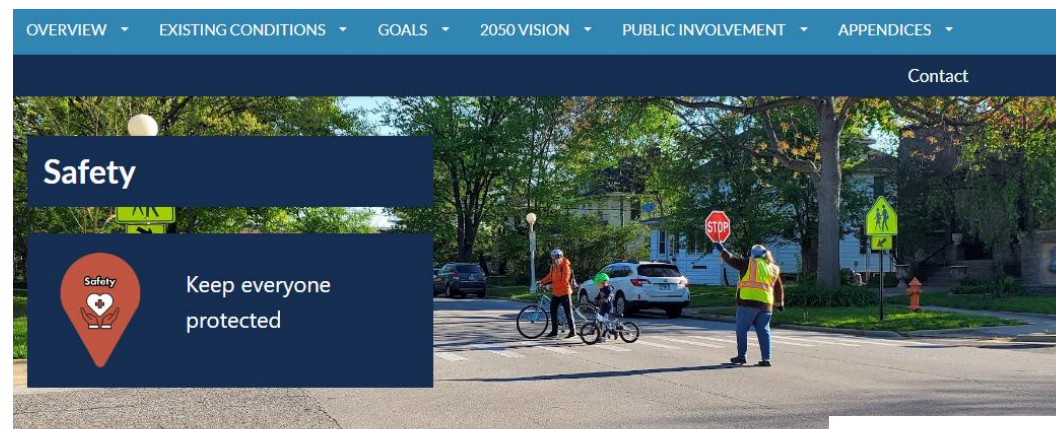 OVERVIEW
EXISTING CONDITIONS
GOALS
2050 VISION
PUBLIC INVOLVEMENT
APPENDICES
Contact
Safety
Safety
Keep everyone
protected
STOP